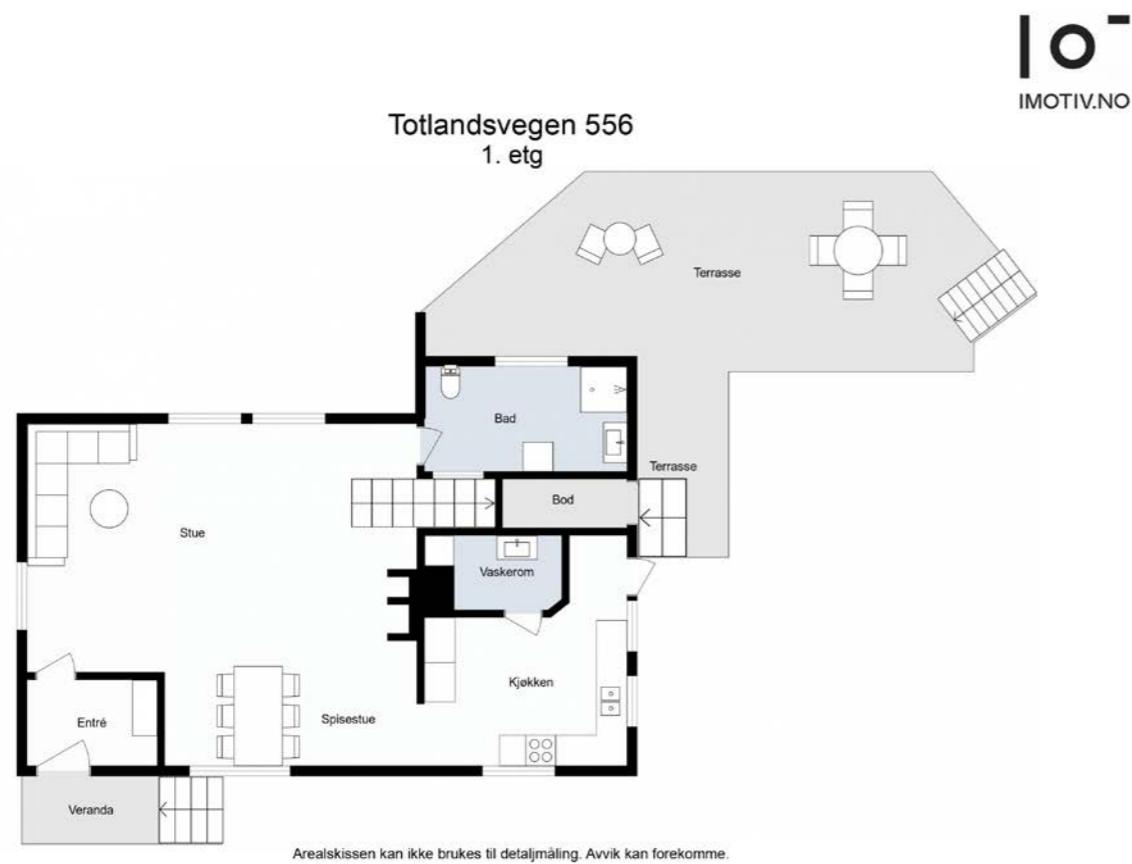 IMOTIV.NO
Totlandsvegen 556
1. etg
Terrasse
Bad
Terrasse
Bod
Stue
Vaskerom
Kjøkken
Entré
Spisestue
Veranda
Arealskissen kan ikke brukes til detaljmåling. Avvik kan forekomme.